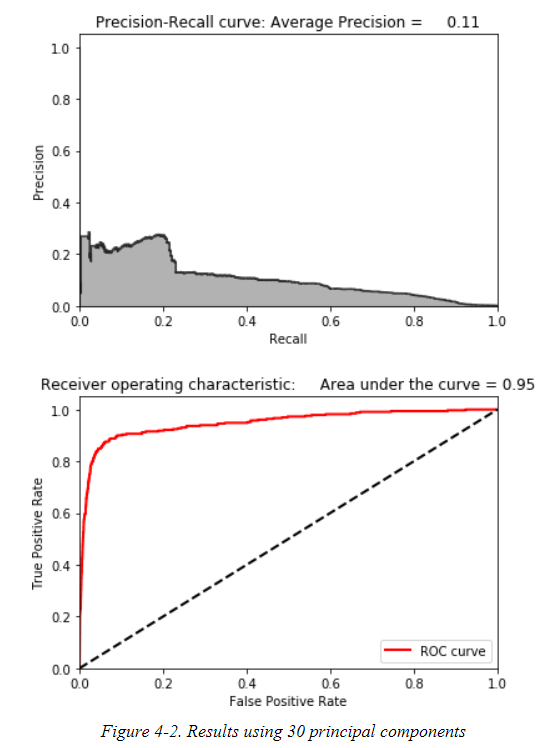 Precision-Recall curve: Average Precision = 0.11
1.0
0.8
0.6
0.4
0.2
0.0
Precision
0.0 0.2 0.4 0.6 0.8 1.0
Recall
Receiver operating characteristic: Area under the curve = 0.95
1.0
0.8
0.6
0.4
0.2
0.0
True Positive Rate
ROC curve
0.0 0.2 0.4 0.6 0.8 1.0
False Positive Rate
Figure 4-2. Results using 30 principal components